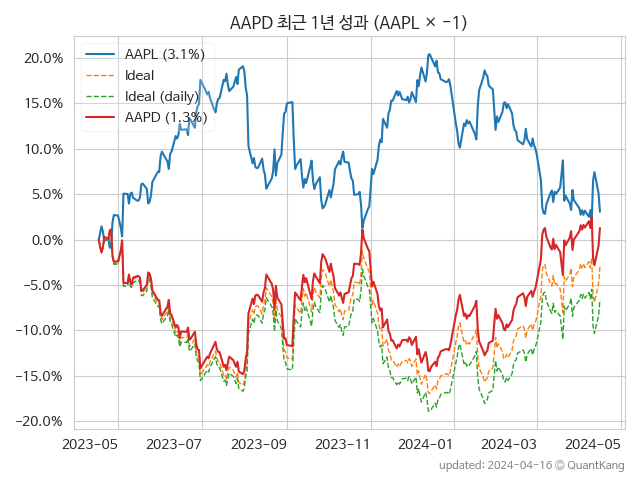 AAPD 최근 1년 성과 (AAPL × −1)
20.0%
15.0%
10.0%
5.0%
0.0%
−5.0%
−10.0%
−15.0%
−20.0%
AAPL (3.1%)
Ideal
Ideal (daily)
AAPD (1.3%)
2023-05 2023-07 2023-09 2023-11 2024-01 2024-03 2024-05
updated: 2024-04-16 © QuantKang